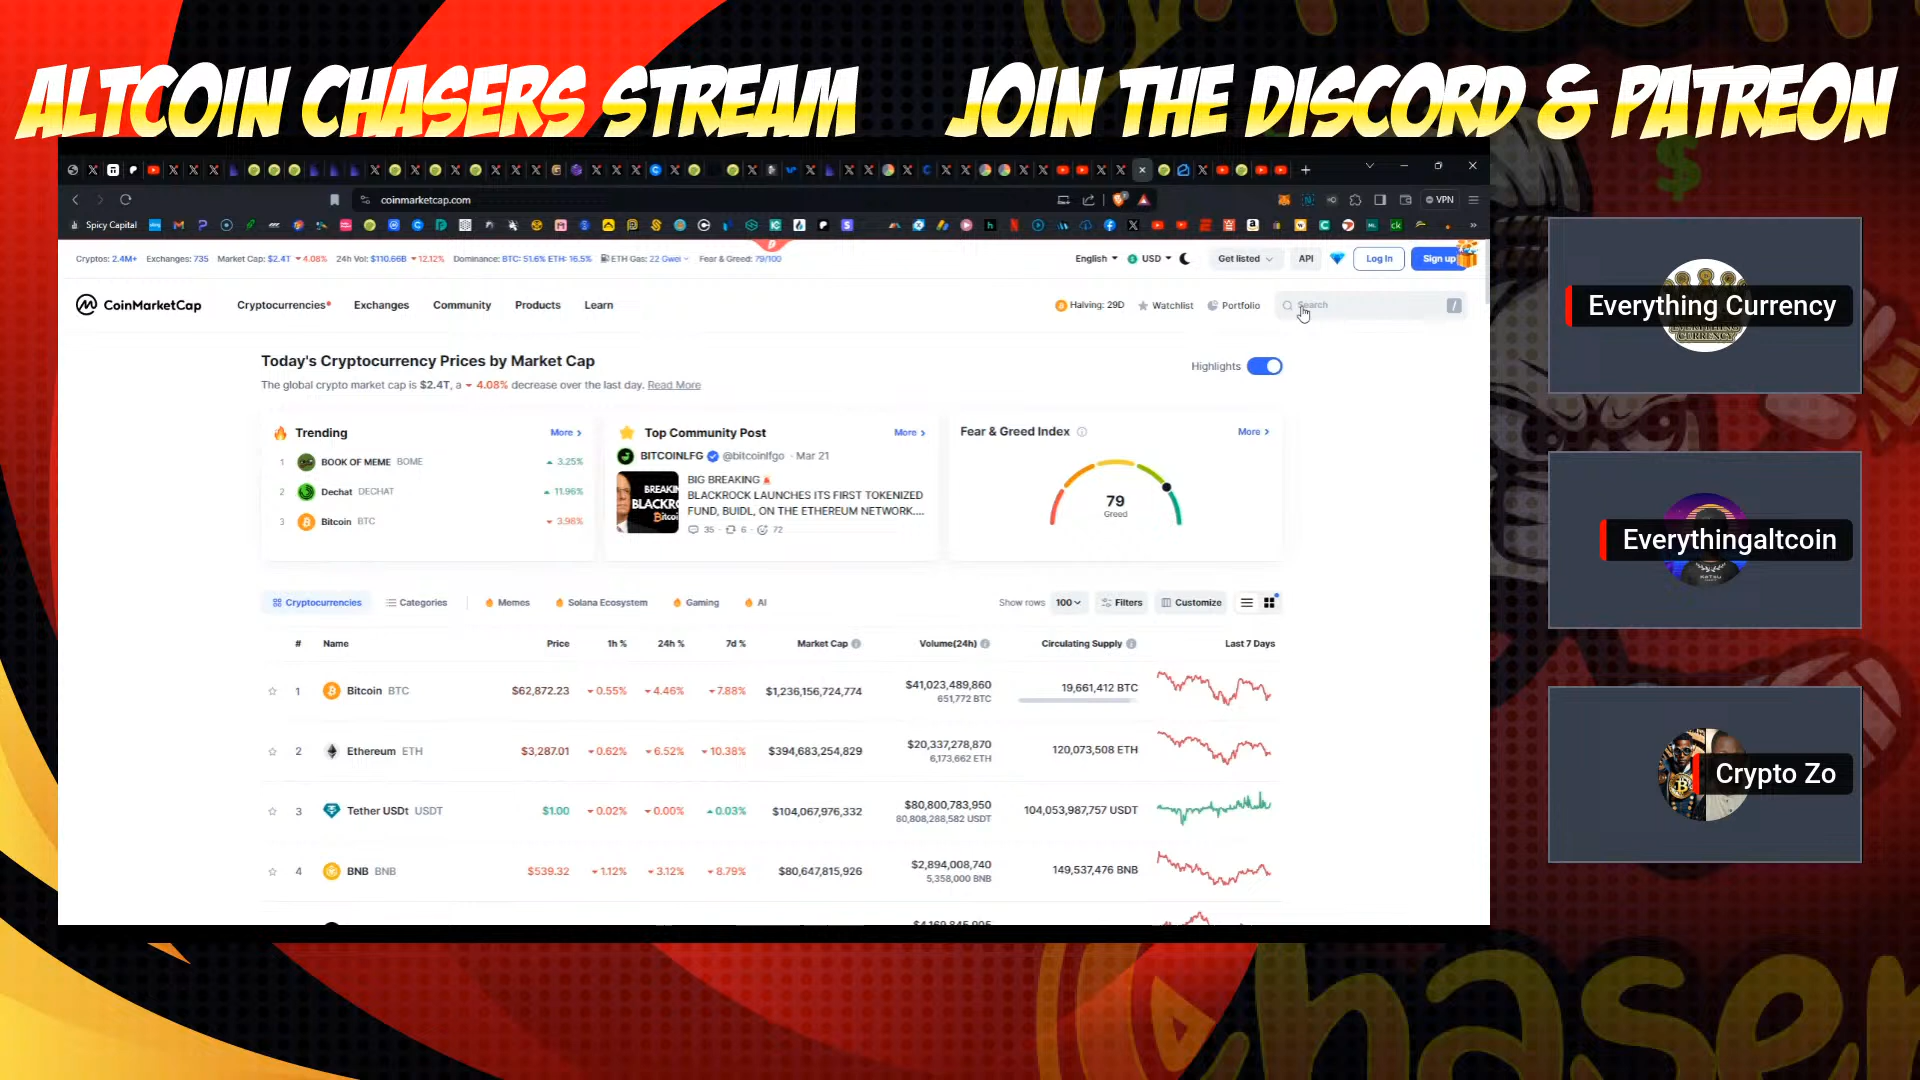 ALTCOIN CHASERS STREAM
JOIN THE DISCORD & PATREON
coinmarketcap.com
VPN
Spicy Capital
Cryptos: 2.4M+ Exchanges: 735 Market Cap: $2.4T 4.08% 24h Vol: $110.66B 12.12% Dominance: BTC: 51.6% ETH: 16.5% ETH Gas: 22 Gwei Fear & Greed: 79/100
English USD Get listed API Log In Sign up
CoinMarketCap Cryptocurrencies Exchanges Community Products Learn
Halving: 29D Watchlist Portfolio Search /
Today's Cryptocurrency Prices by Market Cap
Highlights
The global crypto market cap is $2.4T, a 4.08% decrease over the last day. Read More
Trending More >
1 BOOK OF MEME BOME 3.25%
2 Dechat DECHAT 11.96%
3 Bitcoin BTC 3.98%
Top Community Post More >
BITCOINLFG @bitcoinlfgo · Mar 21
BIG BREAKING
BLACKROCK LAUNCHES ITS FIRST TOKENIZED
FUND, BUIDL, ON THE ETHEREUM NETWORK....
35 · 6 · 72
Fear & Greed Index More >
79
Greed
Cryptocurrencies Categories Memes Solana Ecosystem Gaming AI
Show rows 100 Filters Customize
# Name Price 1h % 24h % 7d % Market Cap Volume(24h) Circulating Supply Last 7 Days
1 Bitcoin BTC $62,872.23 0.55% 4.46% 7.88% $1,236,156,724,774 $41,023,489,860 19,661,412 BTC
651,772 BTC
2 Ethereum ETH $3,287.01 0.62% 6.52% 10.38% $394,683,254,829 $20,337,278,870 120,073,508 ETH
6,173,662 ETH
3 Tether USDt USDT $1.00 0.02% 0.00% 0.03% $104,067,976,332 $80,800,783,950 104,053,987,757 USDT
80,808,288,582 USDT
4 BNB BNB $539.32 1.12% 3.12% 8.79% $80,647,815,926 $2,894,008,740 149,537,476 BNB
5,358,000 BNB
Everything Currency
Everythingaltcoin
Crypto Zo